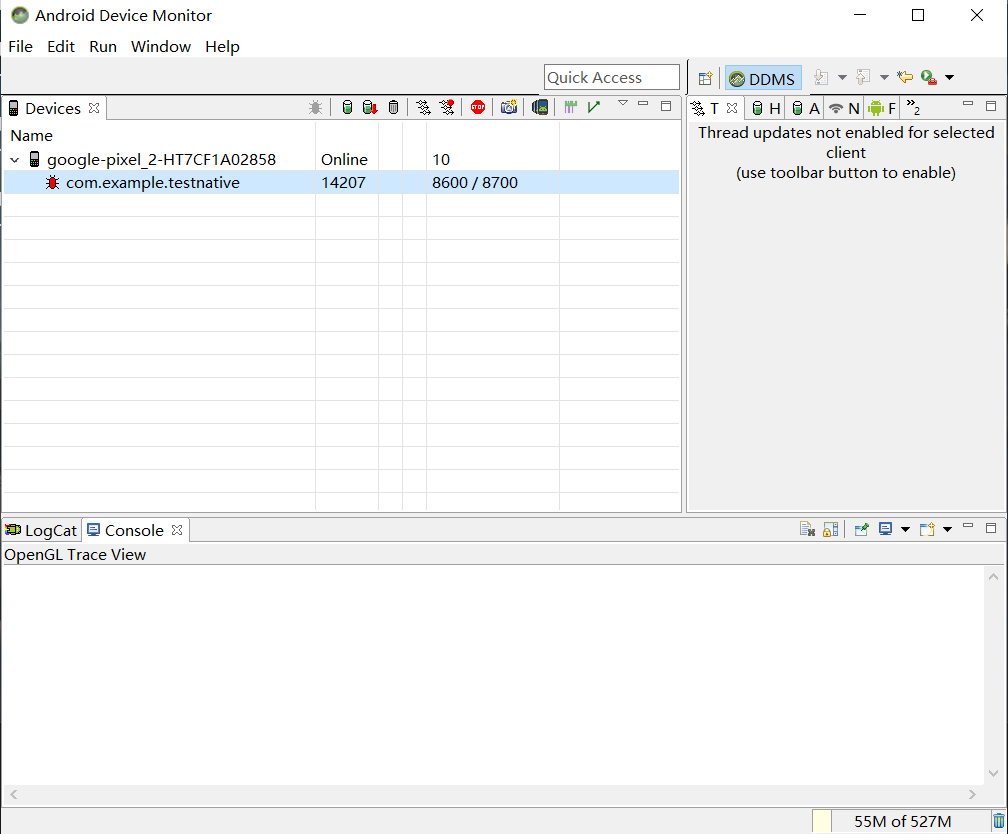 Android Device Monitor
File Edit Run Window Help
Quick Access
DDMS
Devices
T H A N F »2
Name
google-pixel_2-HT7CF1A02858 Online 10
com.example.testnative 14207 8600 / 8700
Thread updates not enabled for selected
client
(use toolbar button to enable)
STOP
LogCat Console
OpenGL Trace View
55M of 527M